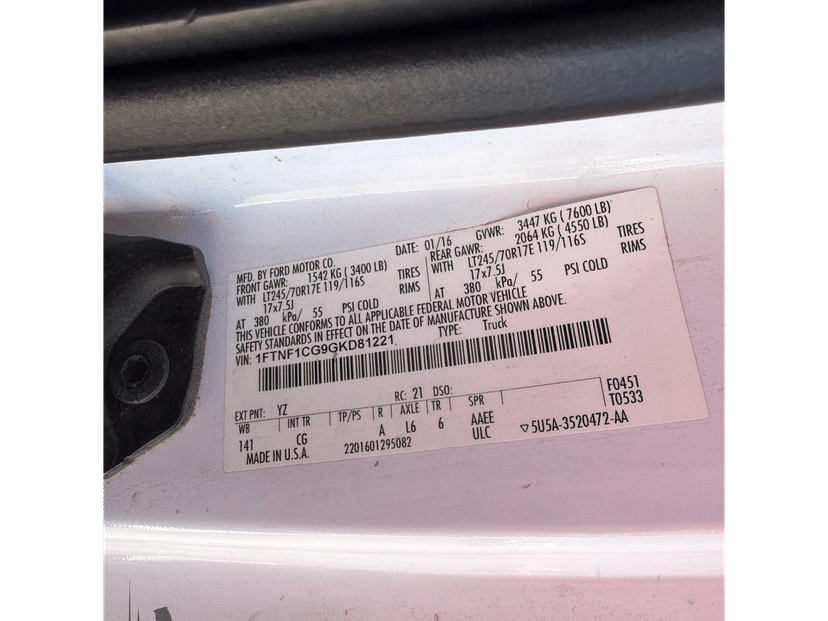 MFD. BY FORD MOTOR CO. DATE: 01/16 GVWR: 3447 KG ( 7600 LB)
FRONT GAWR: 1542 KG ( 3400 LB) REAR GAWR: 2064 KG ( 4550 LB)
WITH LT245/70R17E 119/116S TIRES WITH LT245/70R17E 119/116S TIRES
17x7.5J RIMS 17x7.5J RIMS
AT 380 kPa/ 55 PSI COLD AT 380 kPa/ 55 PSI COLD
THIS VEHICLE CONFORMS TO ALL APPLICABLE FEDERAL MOTOR VEHICLE
SAFETY STANDARDS IN EFFECT ON THE DATE OF MANUFACTURE SHOWN ABOVE.
VIN: 1FTNF1CG9GKD81221 TYPE: Truck
EXT PNT: YZ RC: 21 DSO: F0451
WB INT TR TP/PS R AXLE TR SPR T0533
141 CG A L6 6 AAEE
MADE IN U.S.A. 2201601295082 ULC ▽5U5A-3520472-AA